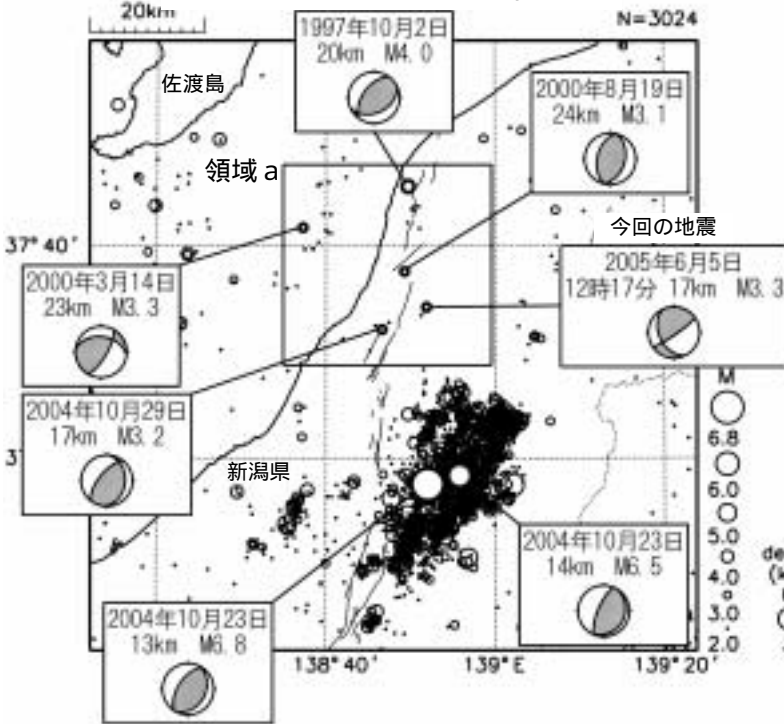 20km
N=3024
1997年10月2日
20km M4.0
佐渡島
2000年8月19日
24km M3.1
領域a
37°40′
今回の地震
2005年6月5日
12時17分 17km M3.3
2000年3月14日
23km M3.3
M
2004年10月29日
17km M3.2
6.8
新潟県
6.0
5.0
2004年10月23日
14km M6.5
4.0
3.0
2004年10月23日
13km M6.8
2.0
138°40′
139°E
139°20′